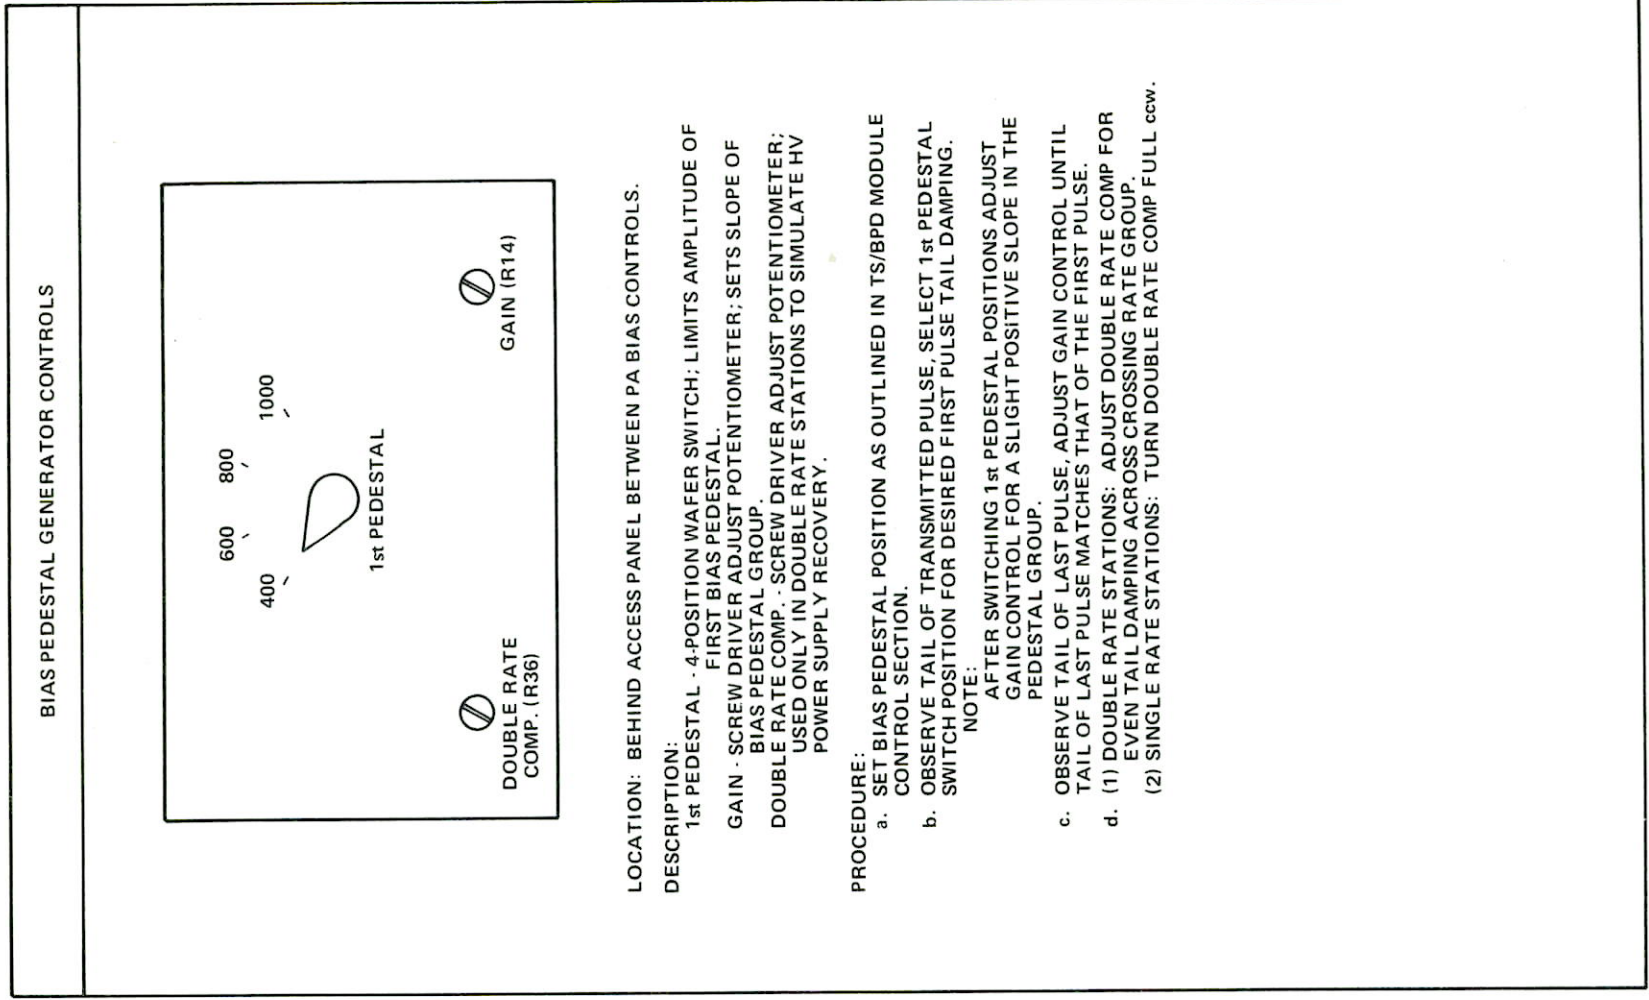 BIAS PEDESTAL GENERATOR CONTROLS
400
600
800
1000
1st PEDESTAL
DOUBLE RATE
COMP. (R36)
GAIN (R14)
LOCATION: BEHIND ACCESS PANEL BETWEEN PA BIAS CONTROLS.
DESCRIPTION:
1st PEDESTAL - 4-POSITION WAFER SWITCH; LIMITS AMPLITUDE OF
FIRST BIAS PEDESTAL.
GAIN - SCREW DRIVER ADJUST POTENTIOMETER; SETS SLOPE OF
BIAS PEDESTAL GROUP.
DOUBLE RATE COMP. - SCREW DRIVER ADJUST POTENTIOMETER;
USED ONLY IN DOUBLE RATE STATIONS TO SIMULATE HV
POWER SUPPLY RECOVERY.
PROCEDURE:
a. SET BIAS PEDESTAL POSITION AS OUTLINED IN TS/BPD MODULE
CONTROL SECTION.
b. OBSERVE TAIL OF TRANSMITTED PULSE, SELECT 1st PEDESTAL
SWITCH POSITION FOR DESIRED FIRST PULSE TAIL DAMPING.
NOTE:
AFTER SWITCHING 1st PEDESTAL POSITIONS ADJUST
GAIN CONTROL FOR A SLIGHT POSITIVE SLOPE IN THE
PEDESTAL GROUP.
c. OBSERVE TAIL OF LAST PULSE, ADJUST GAIN CONTROL UNTIL
TAIL OF LAST PULSE MATCHES THAT OF THE FIRST PULSE.
d. (1) DOUBLE RATE STATIONS: ADJUST DOUBLE RATE COMP FOR
EVEN TAIL DAMPING ACROSS CROSSING RATE GROUP.
(2) SINGLE RATE STATIONS: TURN DOUBLE RATE COMP FULL ccw.